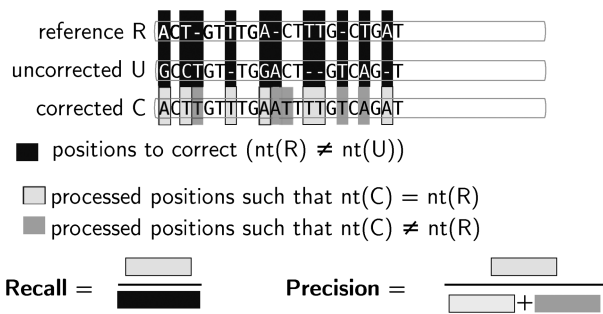 reference R ACT-GTTTGA-CTTTG-CTGAT
uncorrected U GCCTGT-TGGACT--GTCAG-T
corrected C ACTTGTTTGAATTTTGTCAGAT
positions to correct (nt(R) ≠ nt(U))
processed positions such that nt(C) = nt(R)
processed positions such that nt(C) ≠ nt(R)
Recall =
Precision =
+